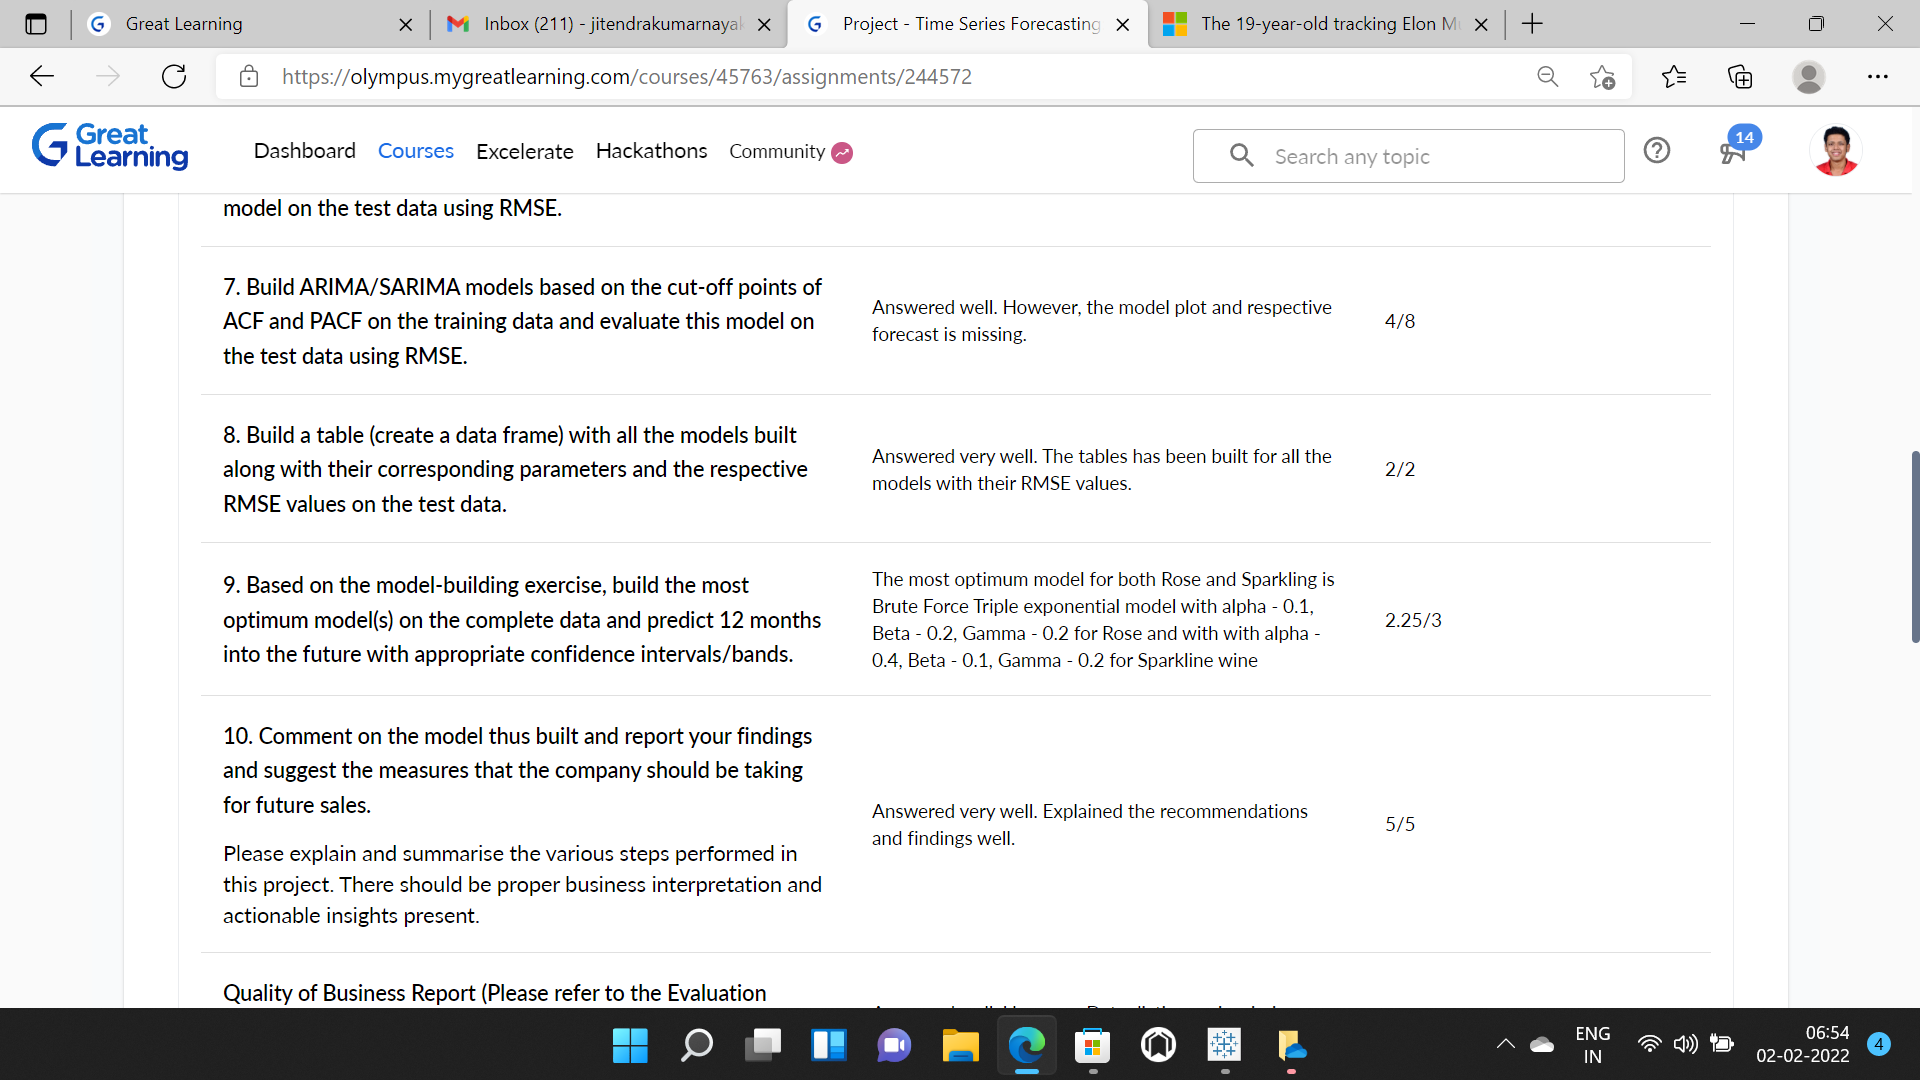 Great Learning
Inbox (211) - jitendrakumarnayak
Project - Time Series Forecasting
The 19-year-old tracking Elon Mu
https://olympus.mygreatlearning.com/courses/45763/assignments/244572
Great Learning
Dashboard
Courses
Excelerate
Hackathons
Community
Search any topic
14
model on the test data using RMSE.
7. Build ARIMA/SARIMA models based on the cut-off points of
ACF and PACF on the training data and evaluate this model on
the test data using RMSE.
Answered well. However, the model plot and respective
forecast is missing.
4/8
8. Build a table (create a data frame) with all the models built
along with their corresponding parameters and the respective
RMSE values on the test data.
Answered very well. The tables has been built for all the
models with their RMSE values.
2/2
9. Based on the model-building exercise, build the most
optimum model(s) on the complete data and predict 12 months
into the future with appropriate confidence intervals/bands.
The most optimum model for both Rose and Sparkling is
Brute Force Triple exponential model with alpha - 0.1,
Beta - 0.2, Gamma - 0.2 for Rose and with with alpha -
0.4, Beta - 0.1, Gamma - 0.2 for Sparkline wine
2.25/3
10. Comment on the model thus built and report your findings
and suggest the measures that the company should be taking
for future sales.
Please explain and summarise the various steps performed in
this project. There should be proper business interpretation and
actionable insights present.
Answered very well. Explained the recommendations
and findings well.
5/5
Quality of Business Report (Please refer to the Evaluation
ENG
IN
06:54
02-02-2022
4